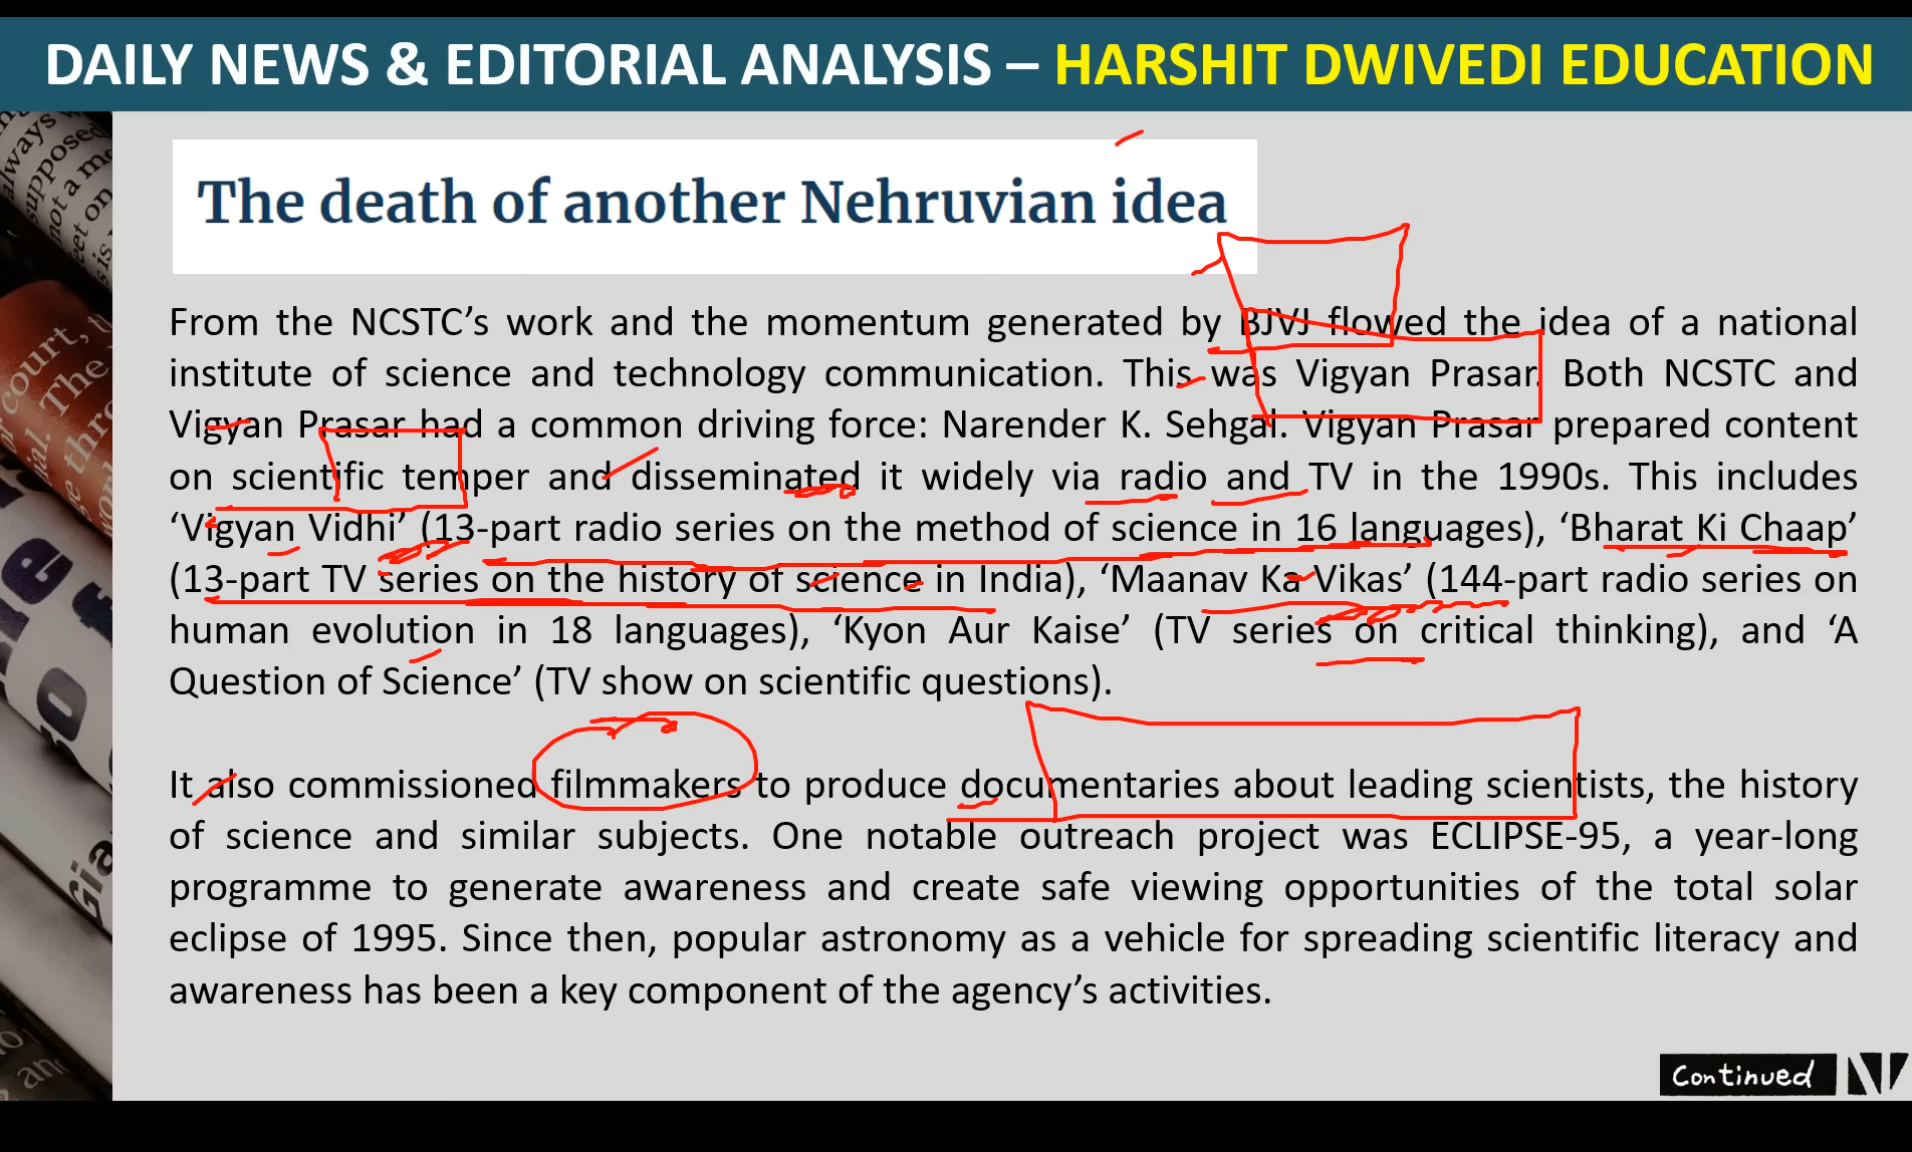 DAILY NEWS & EDITORIAL ANALYSIS – HARSHIT DWIVEDI EDUCATION
The death of another Nehruvian idea
From the NCSTC's work and the momentum generated by BJVJ flowed the idea of a national
institute of science and technology communication. This was Vigyan Prasar. Both NCSTC and
Vigyan Prasar had a common driving force: Narender K. Sehgal. Vigyan Prasar prepared content
on scientific temper and disseminated it widely via radio and TV in the 1990s. This includes
‘Vigyan Vidhi’ (13-part radio series on the method of science in 16 languages), ‘Bharat Ki Chaap’
(13-part TV series on the history of science in India), ‘Maanav Ka Vikas’ (144-part radio series on
human evolution in 18 languages), ‘Kyon Aur Kaise’ (TV series on critical thinking), and ‘A
Question of Science’ (TV show on scientific questions).
It also commissioned filmmakers to produce documentaries about leading scientists, the history
of science and similar subjects. One notable outreach project was ECLIPSE-95, a year-long
programme to generate awareness and create safe viewing opportunities of the total solar
eclipse of 1995. Since then, popular astronomy as a vehicle for spreading scientific literacy and
awareness has been a key component of the agency's activities.
Continued